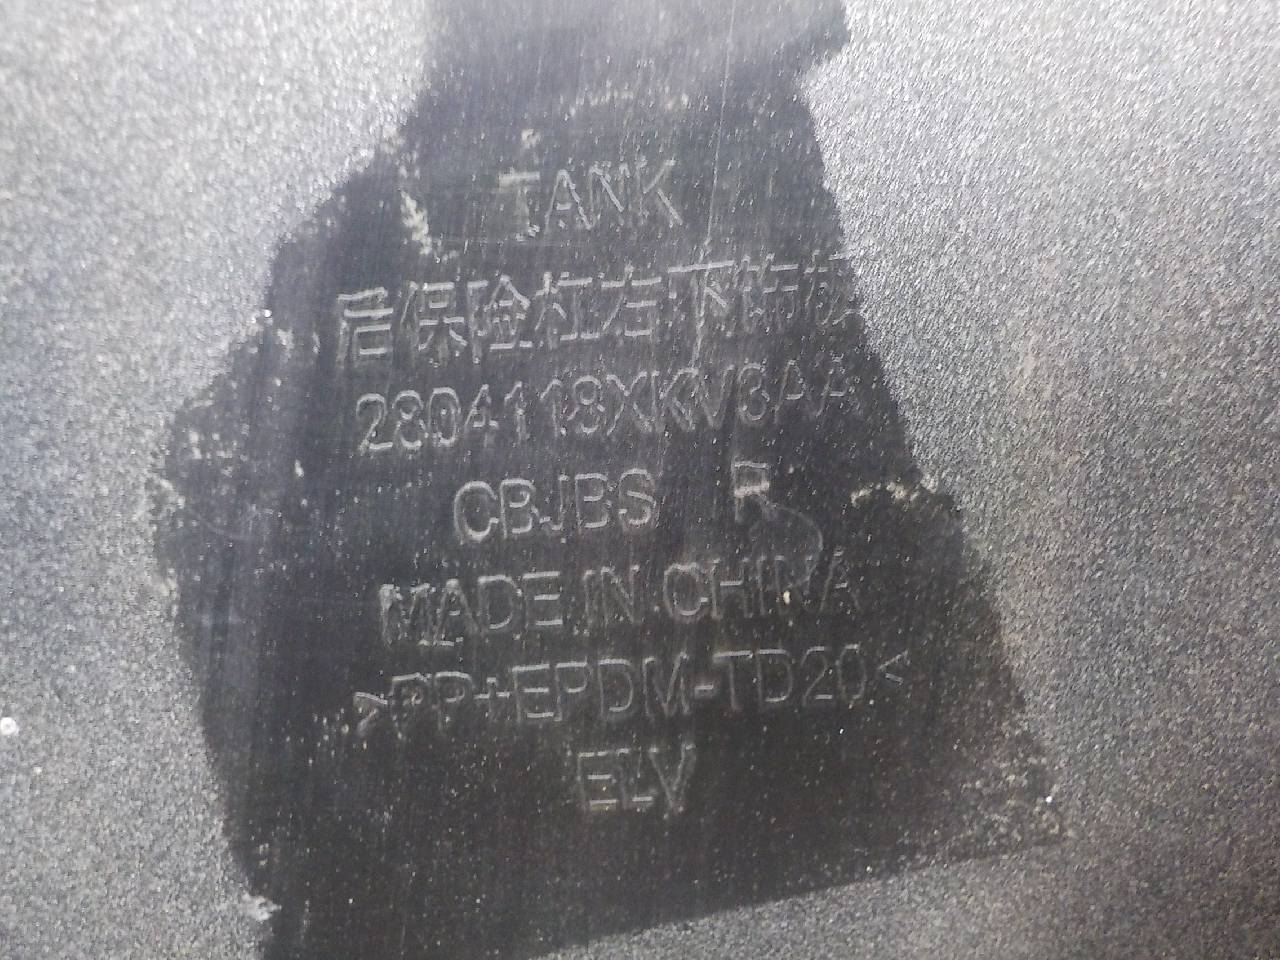 TANK
后保险杠左下饰板
2804118XKV3AA
CBJBS R
MADE IN CHINA
>PP+EPDM-TD20<
ELV